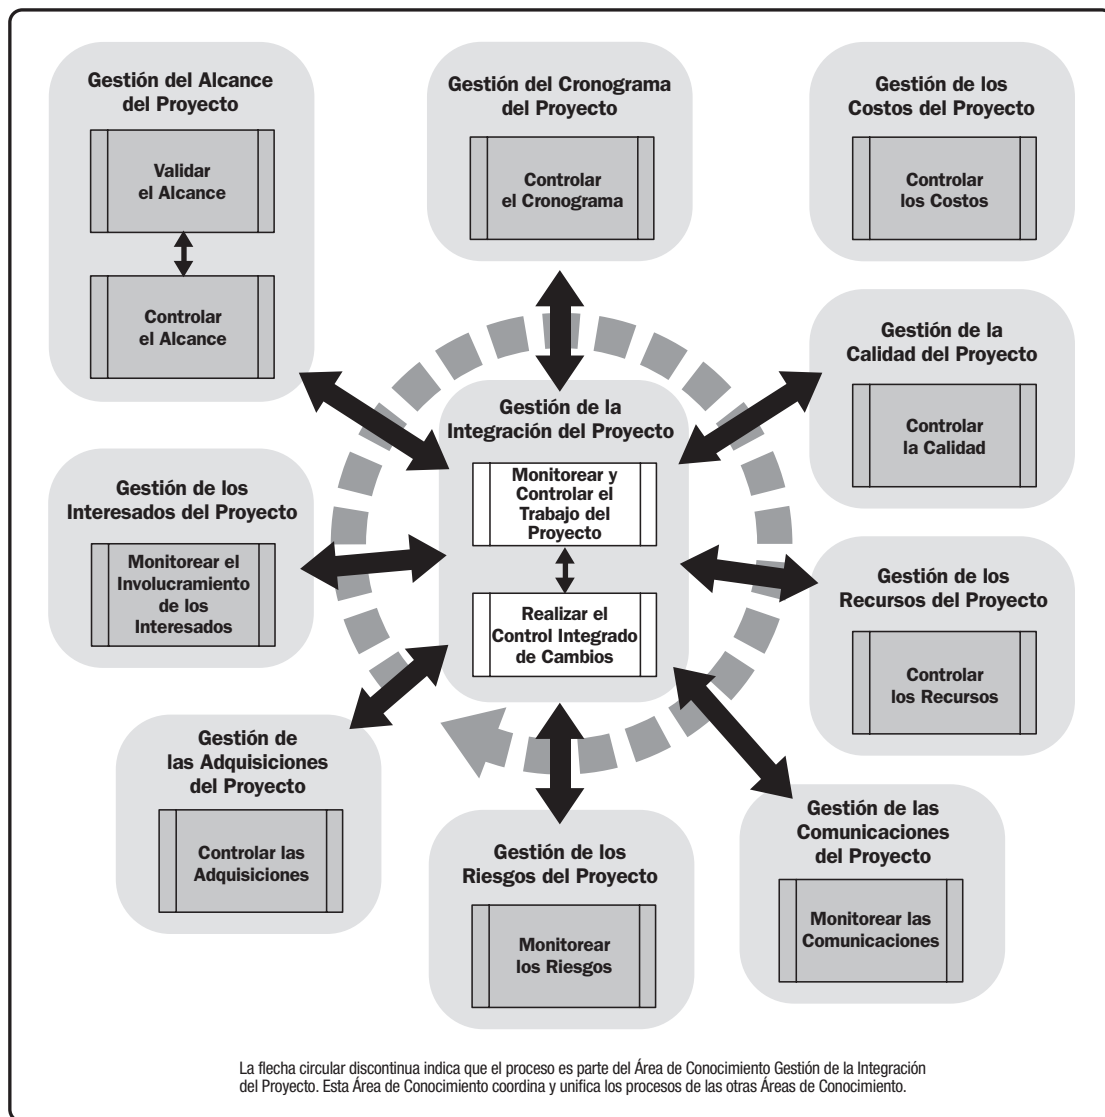 Gestión del Alcance
del Proyecto
Validar
el Alcance
Controlar
el Alcance
Gestión del Cronograma
del Proyecto
Controlar
el Cronograma
Gestión de los
Costos del Proyecto
Controlar
los Costos
Gestión de la
Calidad del Proyecto
Controlar
la Calidad
Gestión de la
Integración del Proyecto
Monitorear y
Controlar el
Trabajo del
Proyecto
Realizar el
Control Integrado
de Cambios
Gestión de los
Interesados del Proyecto
Monitorear el
Involucramiento
de los
Interesados
Gestión de los
Recursos del Proyecto
Controlar
los Recursos
Gestión de
las Adquisiciones
del Proyecto
Controlar las
Adquisiciones
Gestión de los
Riesgos del Proyecto
Monitorear
los Riesgos
Gestión de las
Comunicaciones
del Proyecto
Monitorear las
Comunicaciones
La flecha circular discontinua indica que el proceso es parte del Área de Conocimiento Gestión de la Integración
del Proyecto. Esta Área de Conocimiento coordina y unifica los procesos de las otras Áreas de Conocimiento.